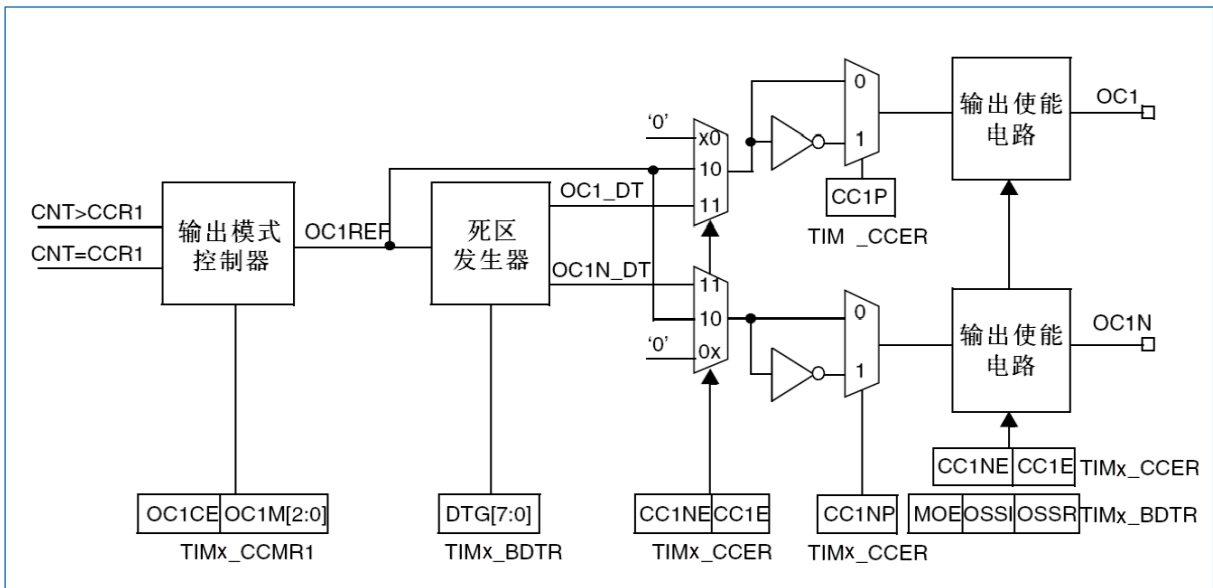 CNT>CCR1
CNT=CCR1
输出模式
控制器
OC1REF
OC1CE
OC1M[2:0]
TIMx_CCMR1
死区
发生器
DTG[7:0]
TIMx_BDTR
OC1_DT
OC1N_DT
‘0’
x0
10
11
11
10
‘0’
0x
CC1NE
CC1E
TIMx_CCER
0
1
CC1P
TIM _CCER
0
1
CC1NP
TIMx_CCER
输出使能
电路
OC1
输出使能
电路
OC1N
CC1NE
CC1E
TIMx_CCER
MOE
OSSI
OSSR
TIMx_BDTR